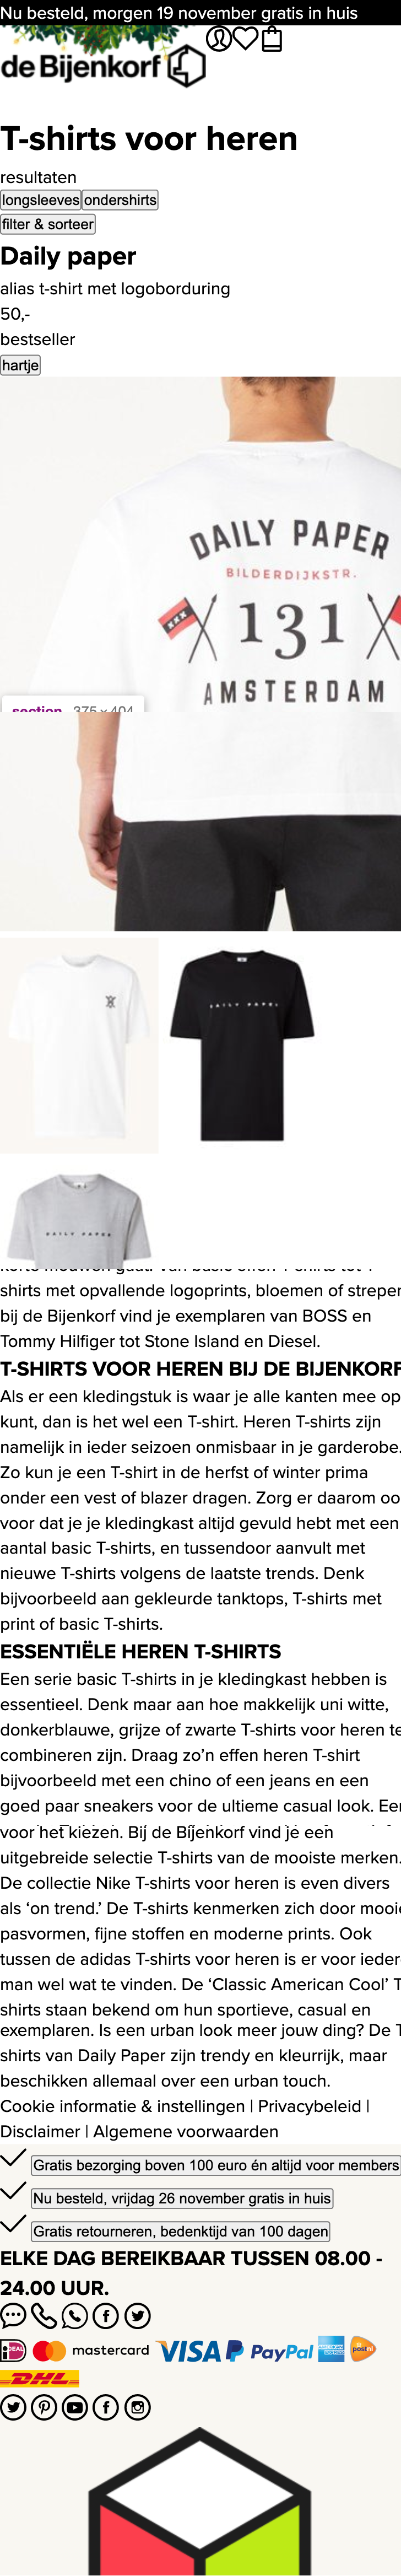 Nu besteld, morgen 19 november gratis in huis
de Bijenkorf
T-shirts voor heren
resultaten
longsleeves ondershirts
filter & sorteer
Daily paper
alias t-shirt met logoborduring
50,-
bestseller
hartje
DAILY PAPER
BILDERDIJKSTR.
131
AMSTERDAM
section 375 x 404
DAILY PAPER
DAILY PAPER
shirts met opvallende logoprints, bloemen of strepen
bij de Bijenkorf vind je exemplaren van BOSS en
Tommy Hilfiger tot Stone Island en Diesel.
T-SHIRTS VOOR HEREN BIJ DE BIJENKORF
Als er een kledingstuk is waar je alle kanten mee op
kunt, dan is het wel een T-shirt. Heren T-shirts zijn
namelijk in ieder seizoen onmisbaar in je garderobe.
Zo kun je een T-shirt in de herfst of winter prima
onder een vest of blazer dragen. Zorg er daarom oo
voor dat je je kledingkast altijd gevuld hebt met een
aantal basic T-shirts, en tussendoor aanvult met
nieuwe T-shirts volgens de laatste trends. Denk
bijvoorbeeld aan gekleurde tanktops, T-shirts met
print of basic T-shirts.
ESSENTIËLE HEREN T-SHIRTS
Een serie basic T-shirts in je kledingkast hebben is
essentieel. Denk maar aan hoe makkelijk uni witte,
donkerblauwe, grijze of zwarte T-shirts voor heren te
combineren zijn. Draag zo’n effen heren T-shirt
bijvoorbeeld met een chino of een jeans en een
goed paar sneakers voor de ultieme casual look. Een
voor het kiezen. Bij de Bijenkorf vind je een
uitgebreide selectie T-shirts van de mooiste merken.
De collectie Nike T-shirts voor heren is even divers
als ‘on trend.’ De T-shirts kenmerken zich door mooie
pasvormen, fijne stoffen en moderne prints. Ook
tussen de adidas T-shirts voor heren is er voor ieder
man wel wat te vinden. De ‘Classic American Cool’ T
shirts staan bekend om hun sportieve, casual en
exemplaren. Is een urban look meer jouw ding? De T
shirts van Daily Paper zijn trendy en kleurrijk, maar
beschikken allemaal over een urban touch.
Cookie informatie & instellingen | Privacybeleid |
Disclaimer | Algemene voorwaarden
Gratis bezorging boven 100 euro én altijd voor members
Nu besteld, vrijdag 26 november gratis in huis
Gratis retourneren, bedenktijd van 100 dagen
ELKE DAG BEREIKBAAR TUSSEN 08.00 -
24.00 UUR.
iDEAL mastercard VISA PayPal AMERICAN EXPRESS postnl
DHL